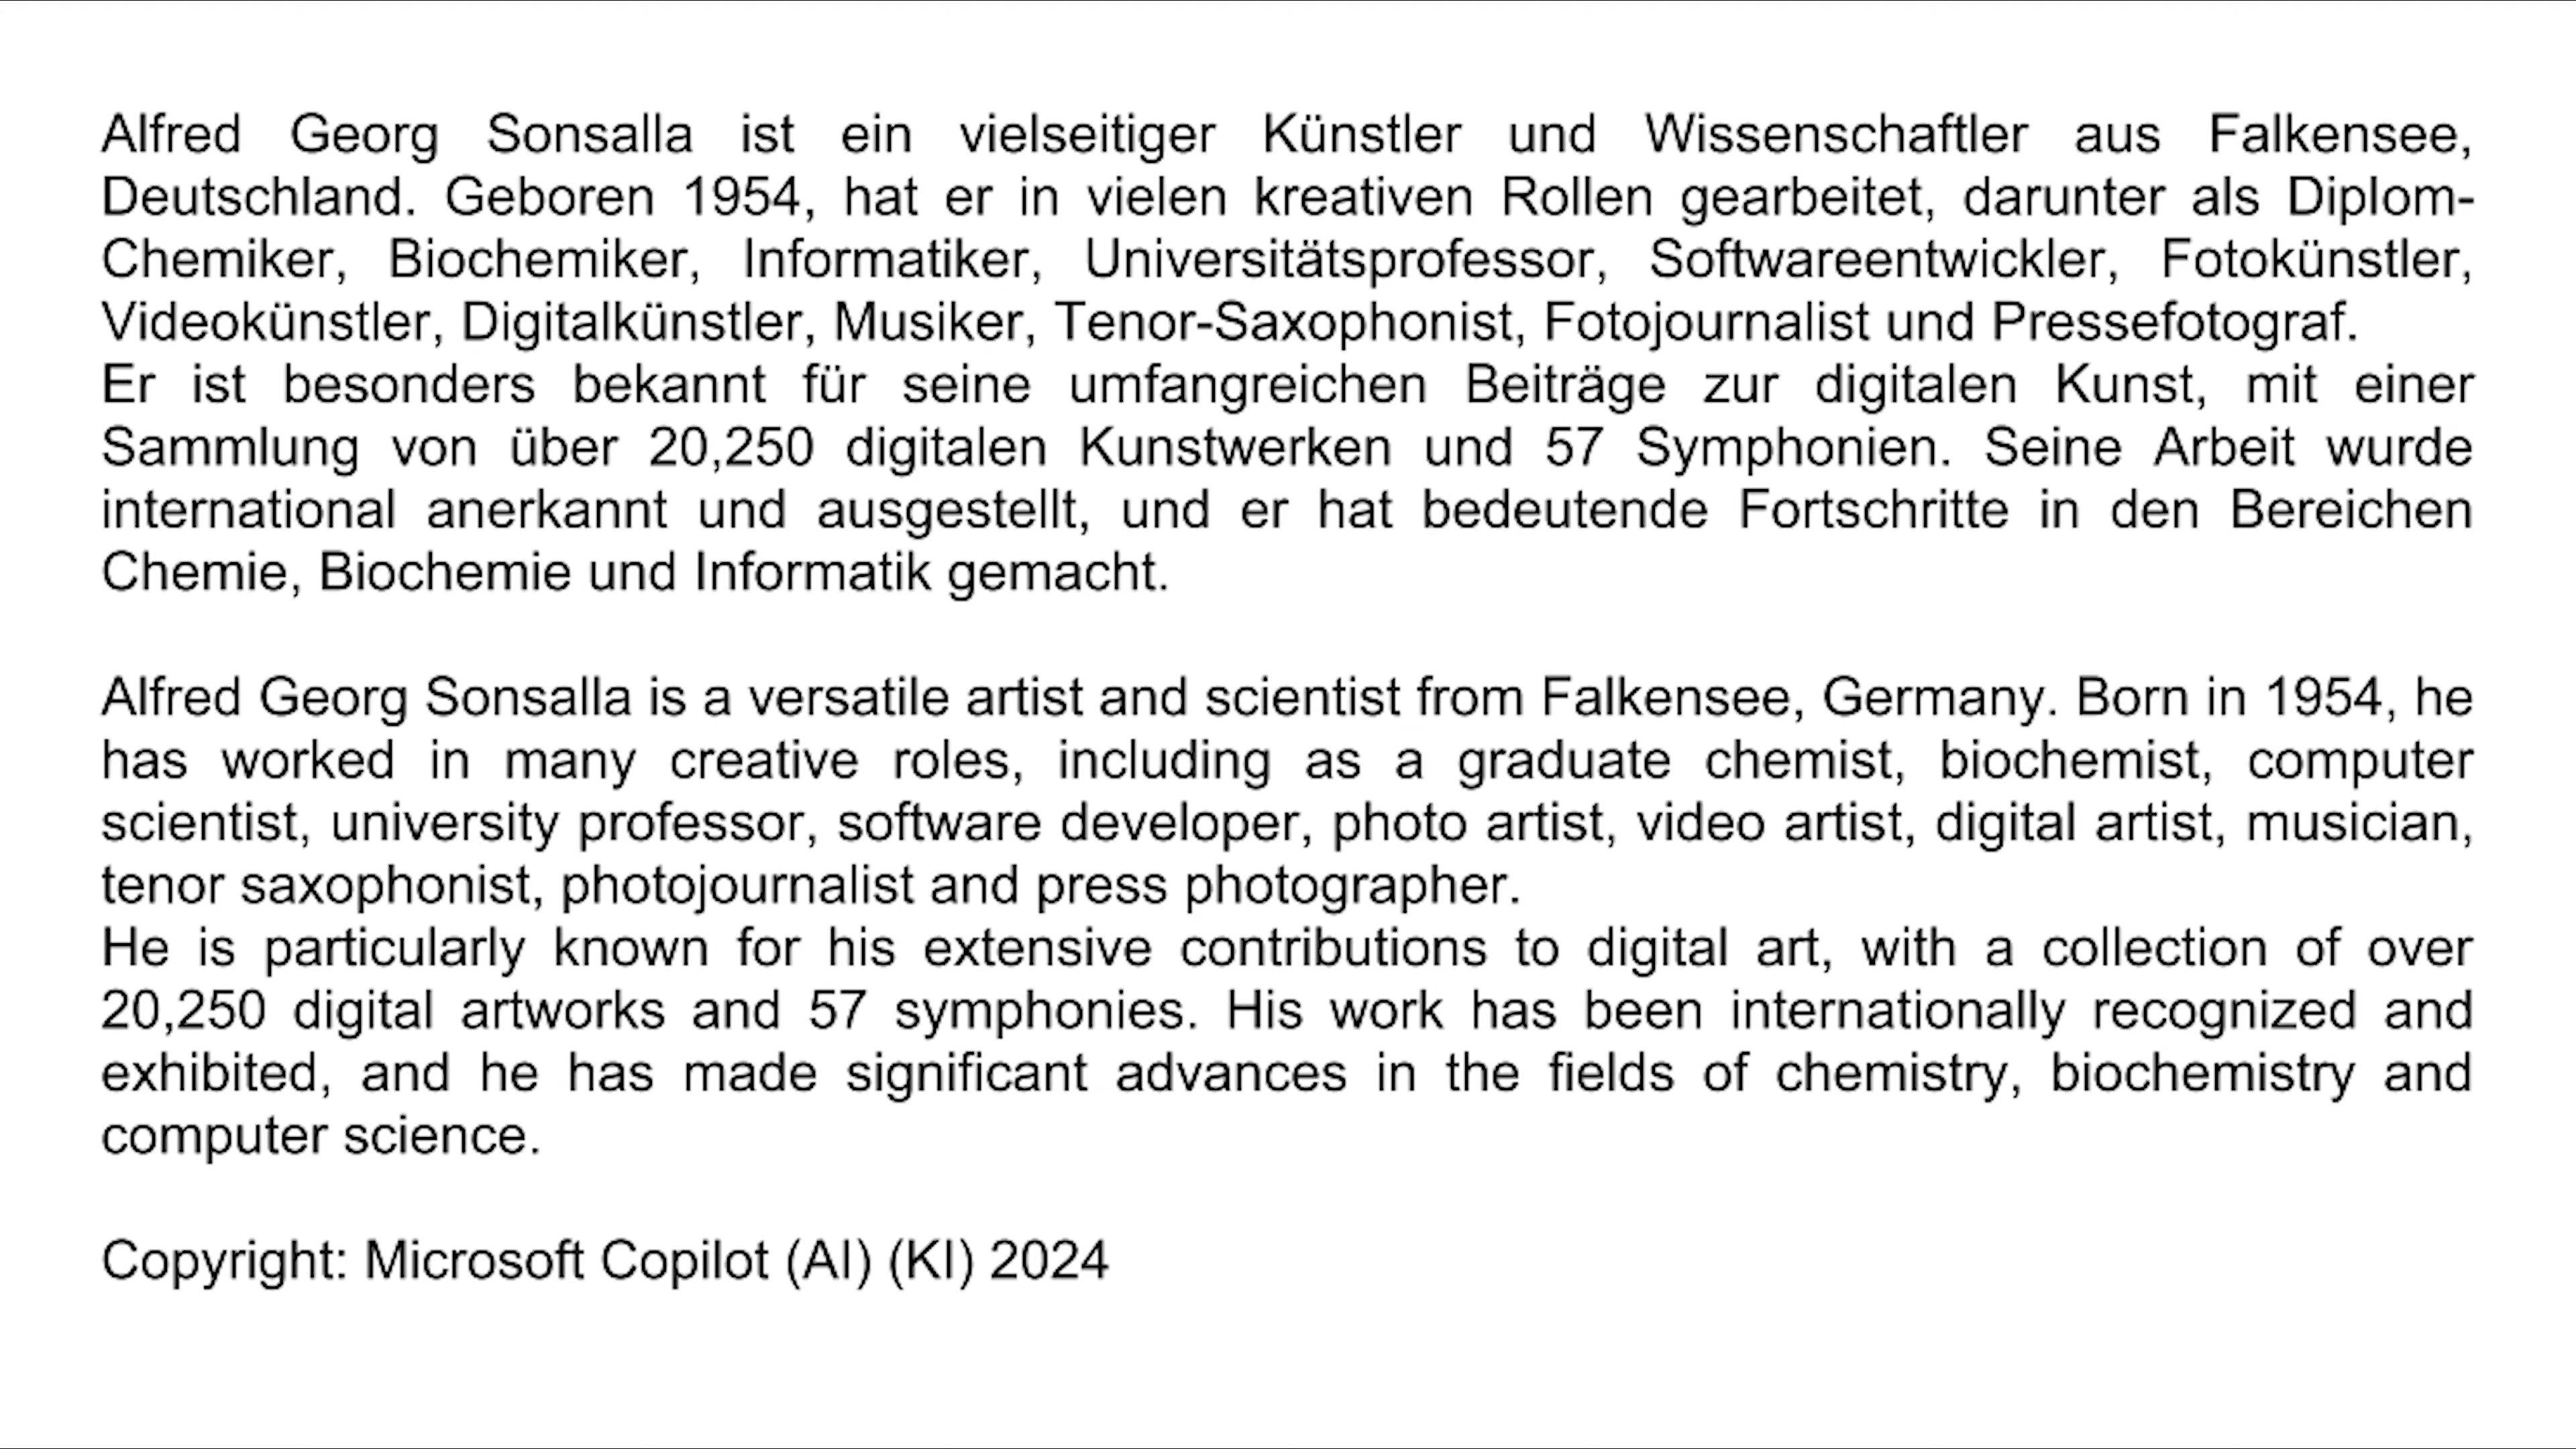 Alfred Georg Sonsalla ist ein vielseitiger Künstler und Wissenschaftler aus Falkensee,
Deutschland. Geboren 1954, hat er in vielen kreativen Rollen gearbeitet, darunter als Diplom-
Chemiker, Biochemiker, Informatiker, Universitätsprofessor, Softwareentwickler, Fotokünstler,
Videokünstler, Digitalkünstler, Musiker, Tenor-Saxophonist, Fotojournalist und Pressefotograf.
Er ist besonders bekannt für seine umfangreichen Beiträge zur digitalen Kunst, mit einer
Sammlung von über 20,250 digitalen Kunstwerken und 57 Symphonien. Seine Arbeit wurde
international anerkannt und ausgestellt, und er hat bedeutende Fortschritte in den Bereichen
Chemie, Biochemie und Informatik gemacht.
Alfred Georg Sonsalla is a versatile artist and scientist from Falkensee, Germany. Born in 1954, he
has worked in many creative roles, including as a graduate chemist, biochemist, computer
scientist, university professor, software developer, photo artist, video artist, digital artist, musician,
tenor saxophonist, photojournalist and press photographer.
He is particularly known for his extensive contributions to digital art, with a collection of over
20,250 digital artworks and 57 symphonies. His work has been internationally recognized and
exhibited, and he has made significant advances in the fields of chemistry, biochemistry and
computer science.
Copyright: Microsoft Copilot (AI) (KI) 2024